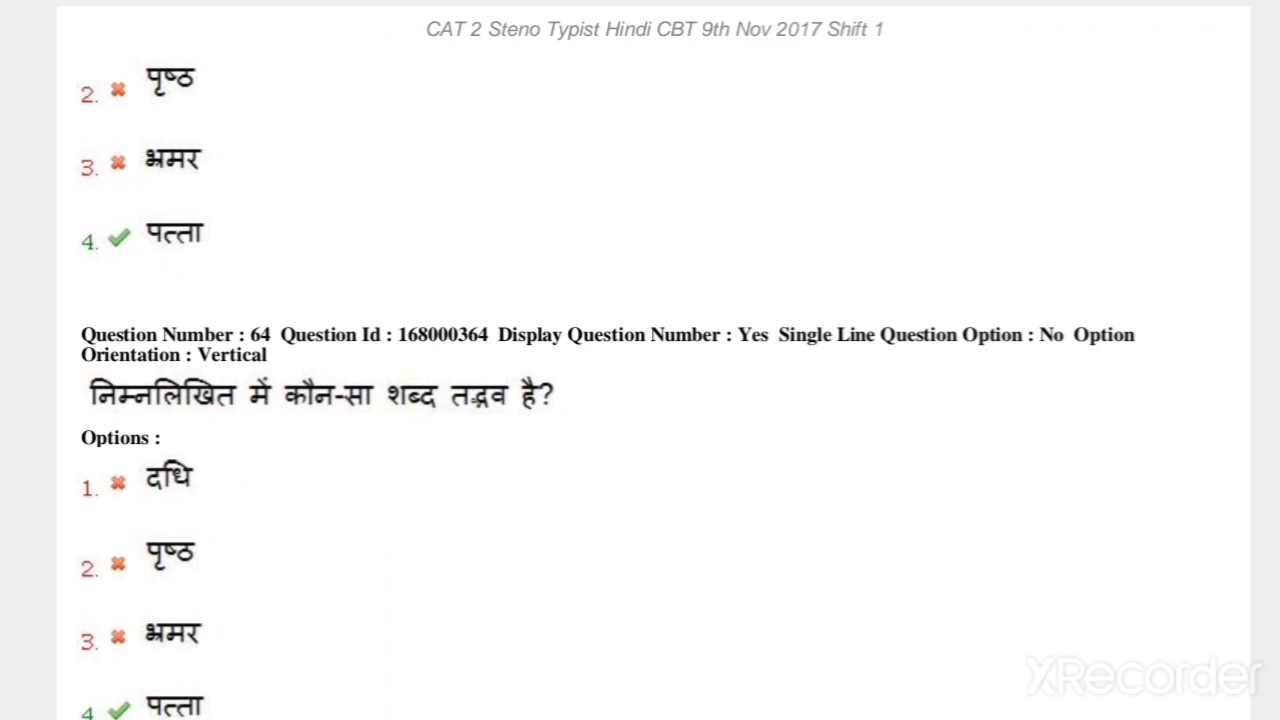 CAT 2 Steno Typist Hindi CBT 9th Nov 2017 Shift 1
2. ✖ पृष्ठ
3. ✖ भ्रमर
4. ✔ पत्ता
Question Number : 64 Question Id : 168000364 Display Question Number : Yes Single Line Question Option : No Option
Orientation : Vertical
निम्नलिखित में कौन-सा शब्द तद्भव है?
Options :
1. ✖ दधि
2. ✖ पृष्ठ
3. ✖ भ्रमर
4 ✔ पत्ता
XRecorder